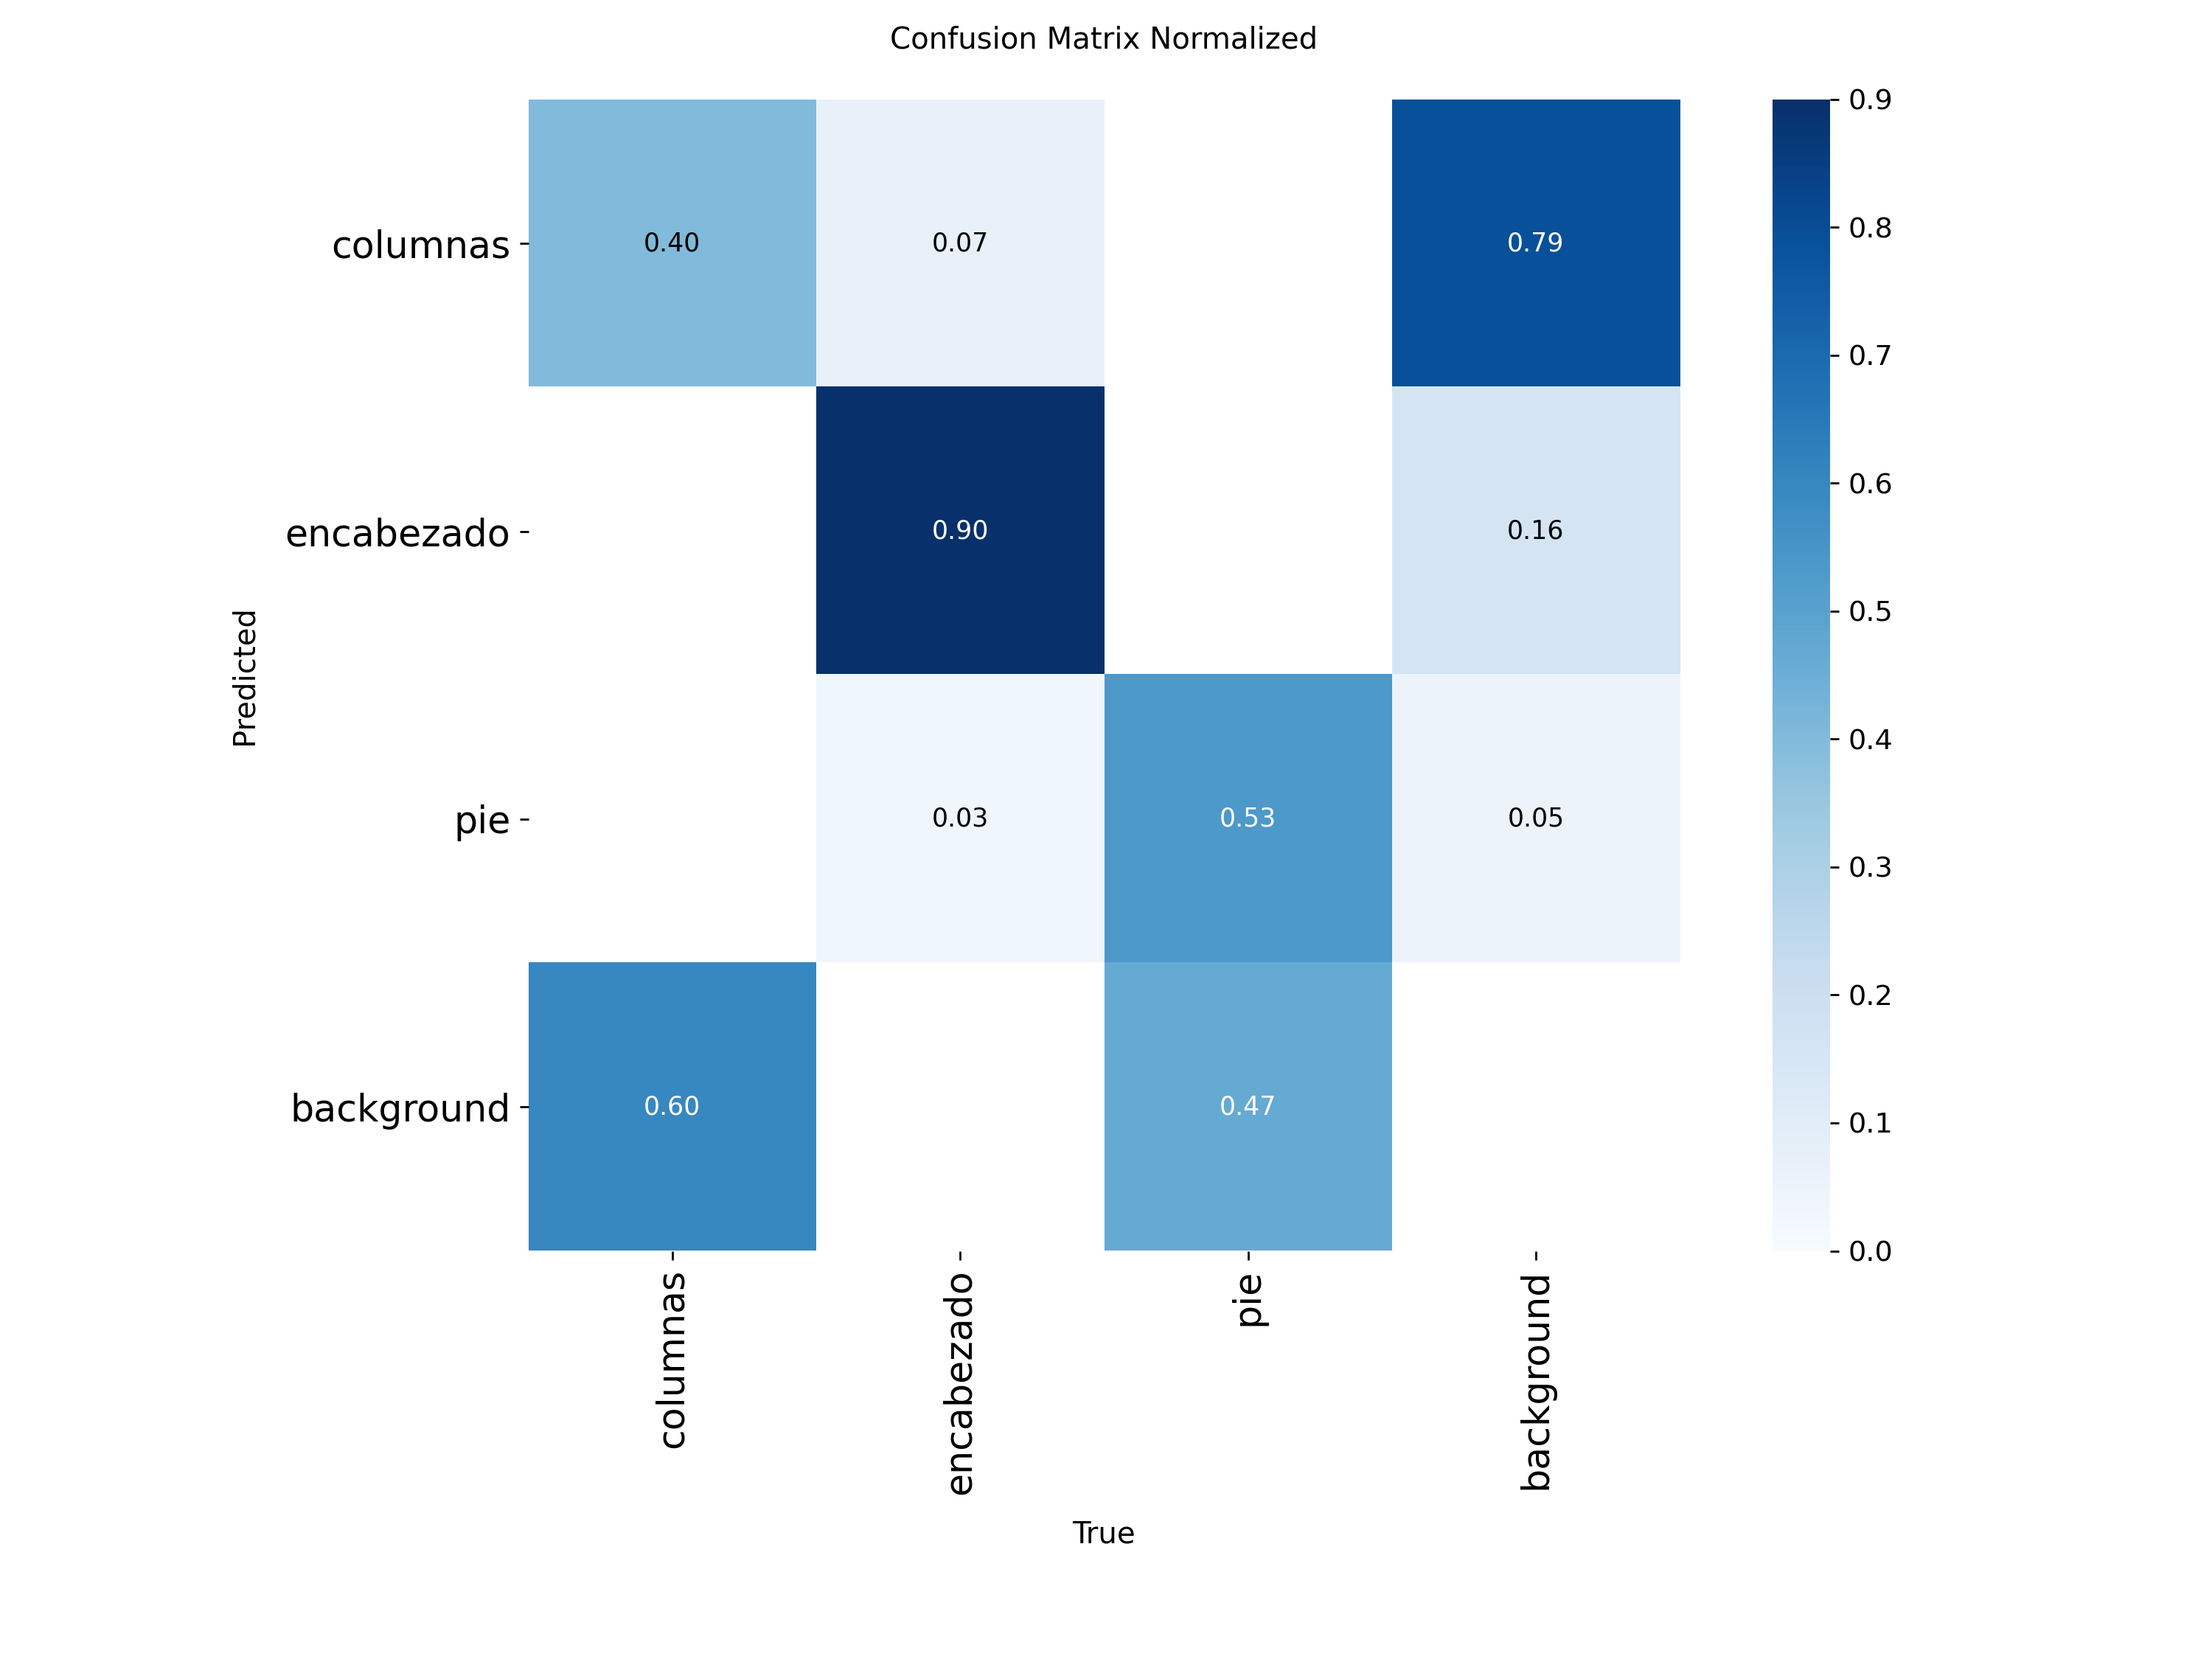 Confusion Matrix Normalized
columnas
0.40
0.07
0.79
encabezado
0.90
0.16
pie
0.03
0.53
0.05
background
0.60
0.47
Predicted
columnas
encabezado
pie
background
True
0.9
0.8
0.7
0.6
0.5
0.4
0.3
0.2
0.1
0.0